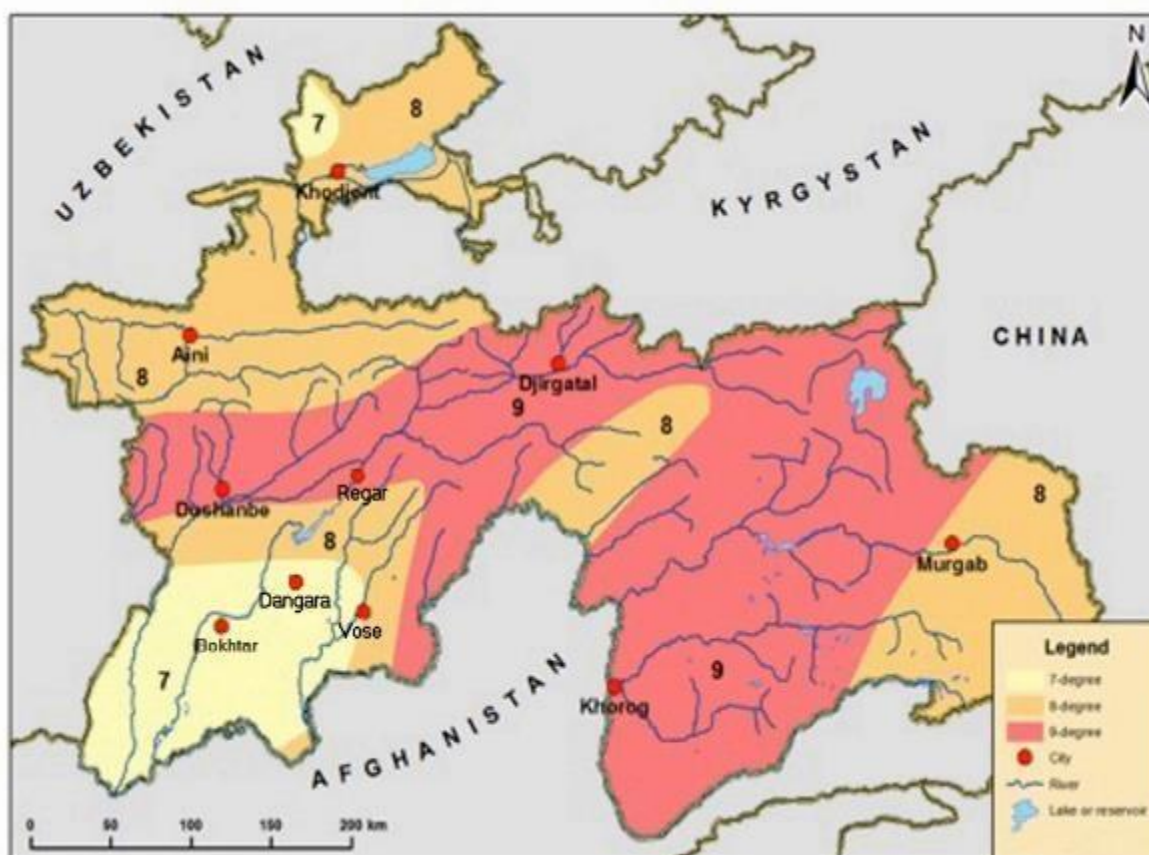 N
UZBEKISTAN
7
8
Khodjent
KYRGYSTAN
CHINA
Aini
8
Djirgatal
9
8
Regar
Dushanbe
8
8
Murgab
Dangara
Vose
Bokhtar
7
AFGHANISTAN
Khorog
9
Legend
7-degree
8-degree
9-degree
City
River
Lake or reservoir
0 50 100 150 200 km